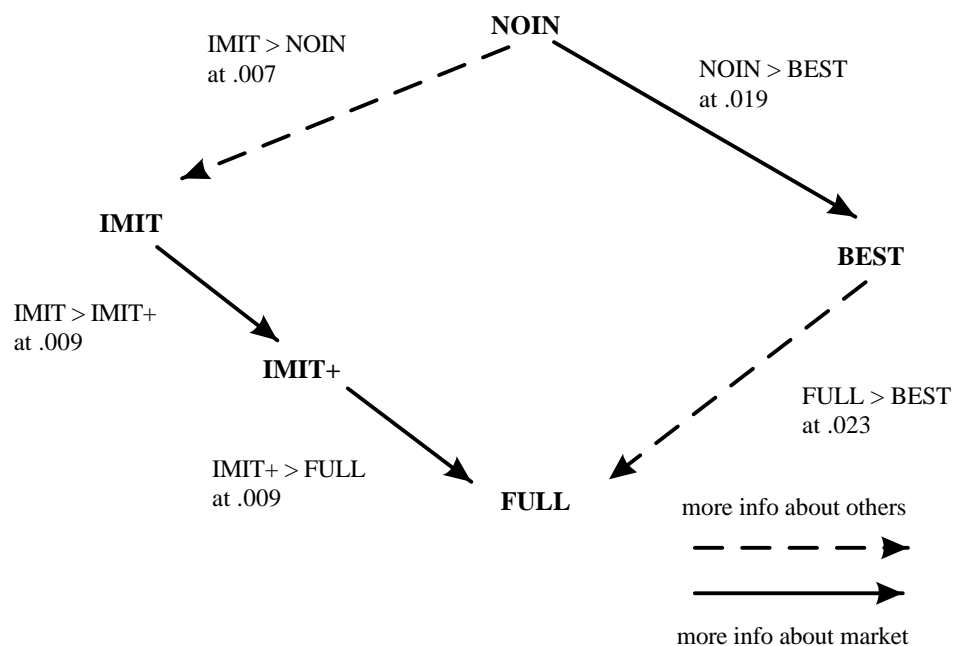 NOIN
IMIT > NOIN
at .007
NOIN > BEST
at .019
IMIT
BEST
IMIT > IMIT+
at .009
IMIT+
FULL > BEST
at .023
IMIT+ > FULL
at .009
FULL
more info about others
more info about market